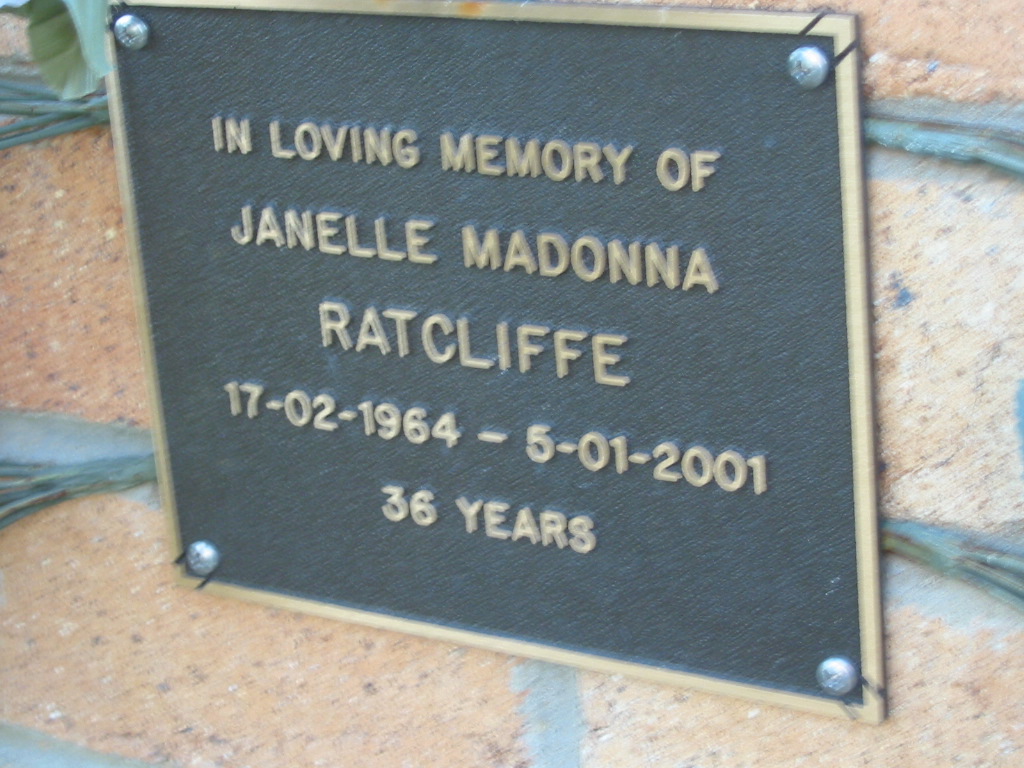 IN LOVING MEMORY OF
JANELLE MADONNA
RATCLIFFE
17-02-1964 - 5-01-2001
36 YEARS